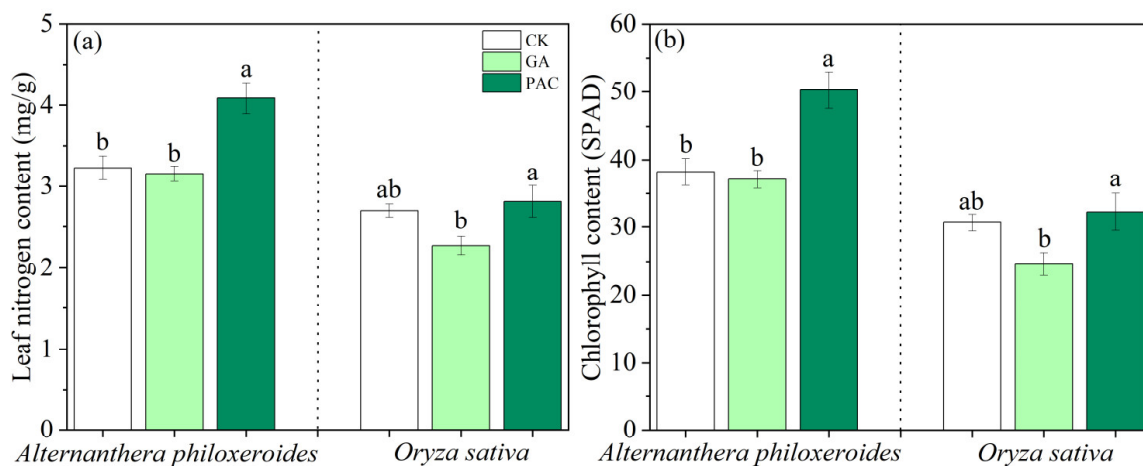 (a)
Leaf nitrogen content (mg/g)
5
4
3
2
1
0
CK
GA
PAC
b
b
a
ab
b
a
Alternanthera philoxeroides
Oryza sativa
(b)
Chlorophyll content (SPAD)
60
50
40
30
20
10
0
b
b
a
ab
b
a
Alternanthera philoxeroides
Oryza sativa